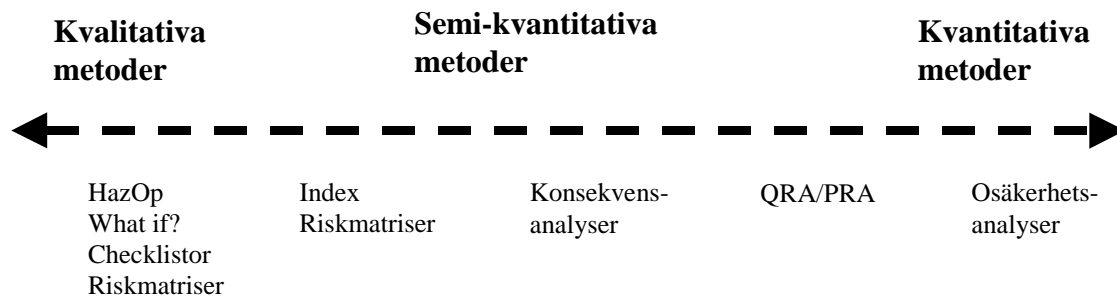 Kvalitativa
metoder
Semi-kvantitativa
metoder
Kvantitativa
metoder
HazOp
What if?
Checklistor
Riskmatriser
Index
Riskmatriser
Konsekvens-
analyser
QRA/PRA
Osäkerhets-
analyser